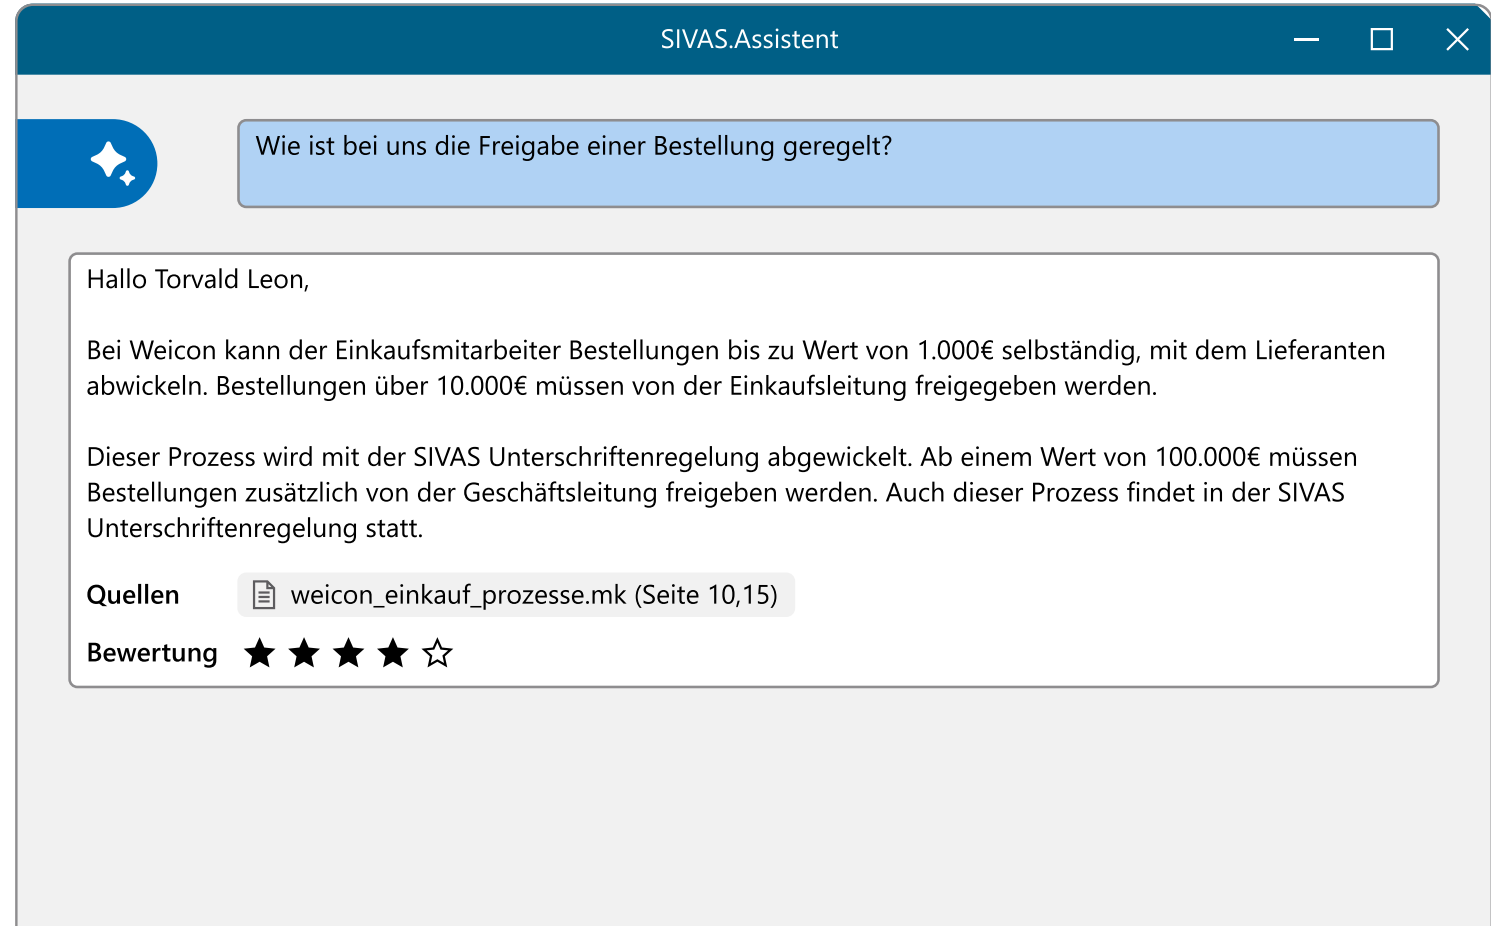 SIVAS.Assistent
Wie ist bei uns die Freigabe einer Bestellung geregelt?
Hallo Torvald Leon,
Bei Weicon kann der Einkaufsmitarbeiter Bestellungen bis zu Wert von 1.000€ selbständig, mit dem Lieferanten
abwickeln. Bestellungen über 10.000€ müssen von der Einkaufsleitung freigegeben werden.
Dieser Prozess wird mit der SIVAS Unterschriftenregelung abgewickelt. Ab einem Wert von 100.000€ müssen
Bestellungen zusätzlich von der Geschäftsleitung freigeben werden. Auch dieser Prozess findet in der SIVAS
Unterschriftenregelung statt.
Quellen weicon_einkauf_prozesse.mk (Seite 10,15)
Bewertung